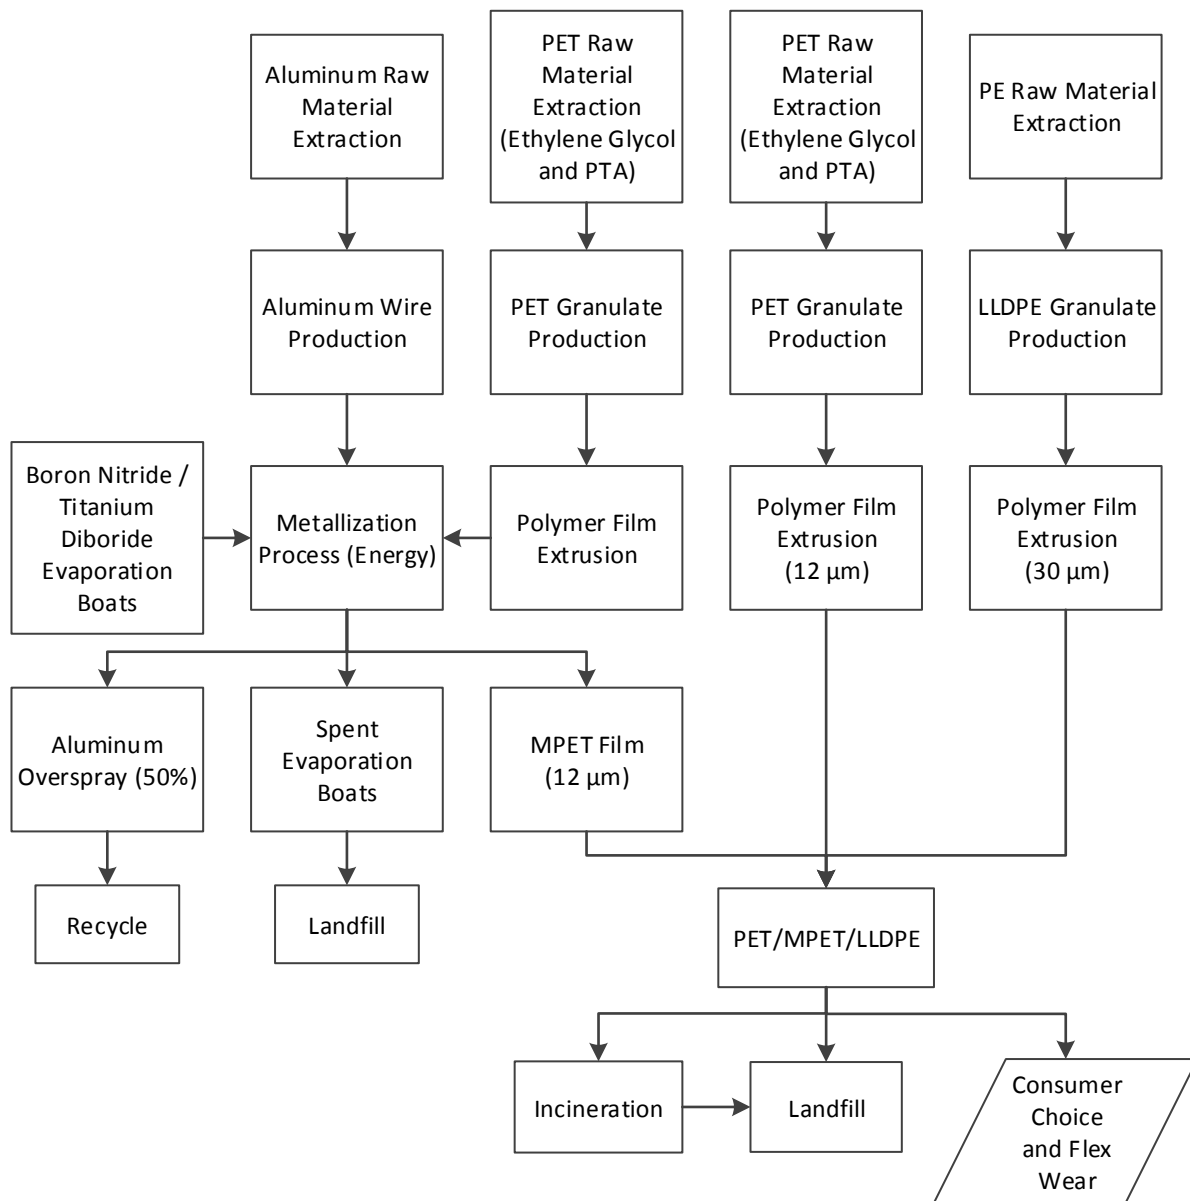 Aluminum Raw
Material
Extraction
PET Raw
Material
Extraction
(Ethylene Glycol
and PTA)
PET Raw
Material
Extraction
(Ethylene Glycol
and PTA)
PE Raw Material
Extraction
Aluminum Wire
Production
PET Granulate
Production
PET Granulate
Production
LLDPE Granulate
Production
Boron Nitride /
Titanium
Diboride
Evaporation
Boats
Metallization
Process (Energy)
Polymer Film
Extrusion
Polymer Film
Extrusion
(12 µm)
Polymer Film
Extrusion
(30 µm)
Aluminum
Overspray (50%)
Spent
Evaporation
Boats
MPET Film
(12 µm)
Recycle
Landfill
PET/MPET/LLDPE
Incineration
Landfill
Consumer
Choice
and Flex
Wear